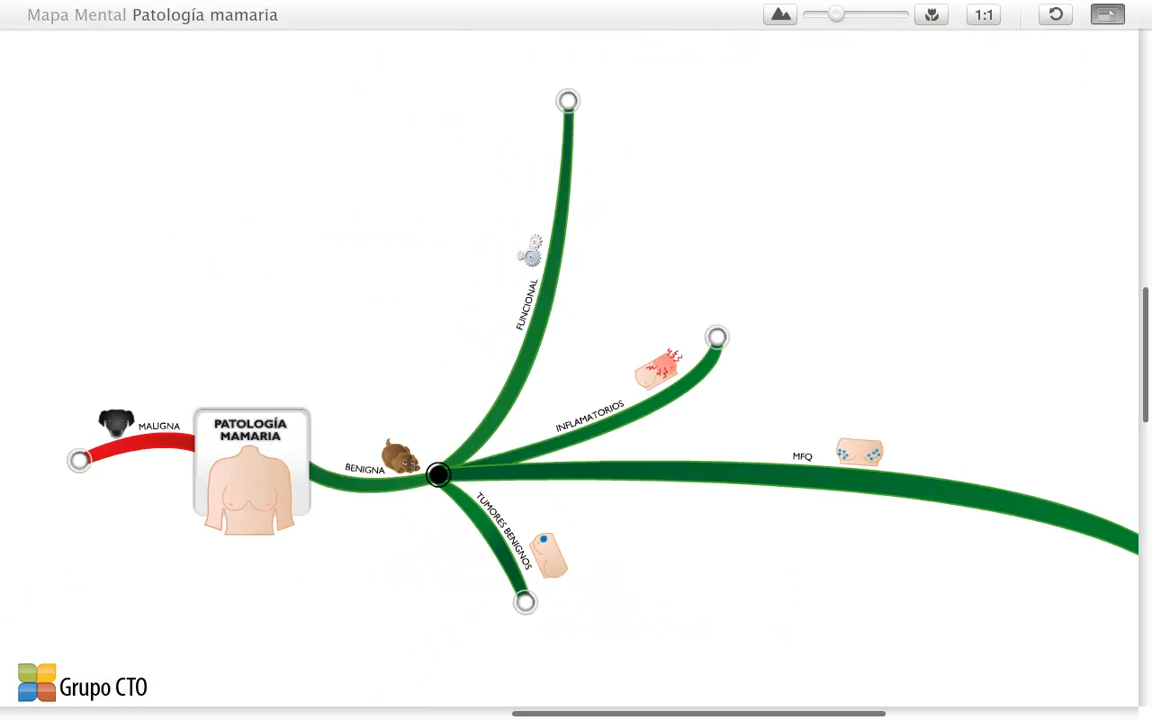 Mapa Mental Patología mamaria
1:1
FUNCIONAL
INFLAMATORIOS
MALIGNA
PATOLOGÍA
MAMARIA
BENIGNA
MFQ
TUMORES BENIGNOS
Grupo CTO